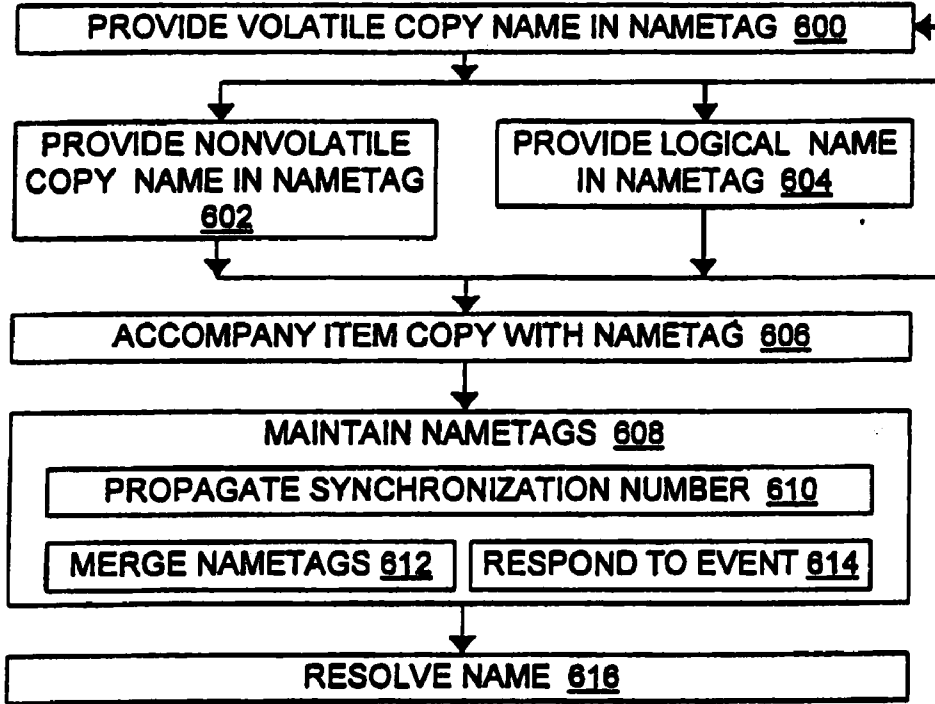 PROVIDE VOLATILE COPY NAME IN NAMETAG 600
PROVIDE NONVOLATILE
COPY NAME IN NAMETAG
602
PROVIDE LOGICAL NAME
IN NAMETAG 604
ACCOMPANY ITEM COPY WITH NAMETAG 606
MAINTAIN NAMETAGS 608
PROPAGATE SYNCHRONIZATION NUMBER 610
MERGE NAMETAGS 612
RESPOND TO EVENT 614
RESOLVE NAME 616